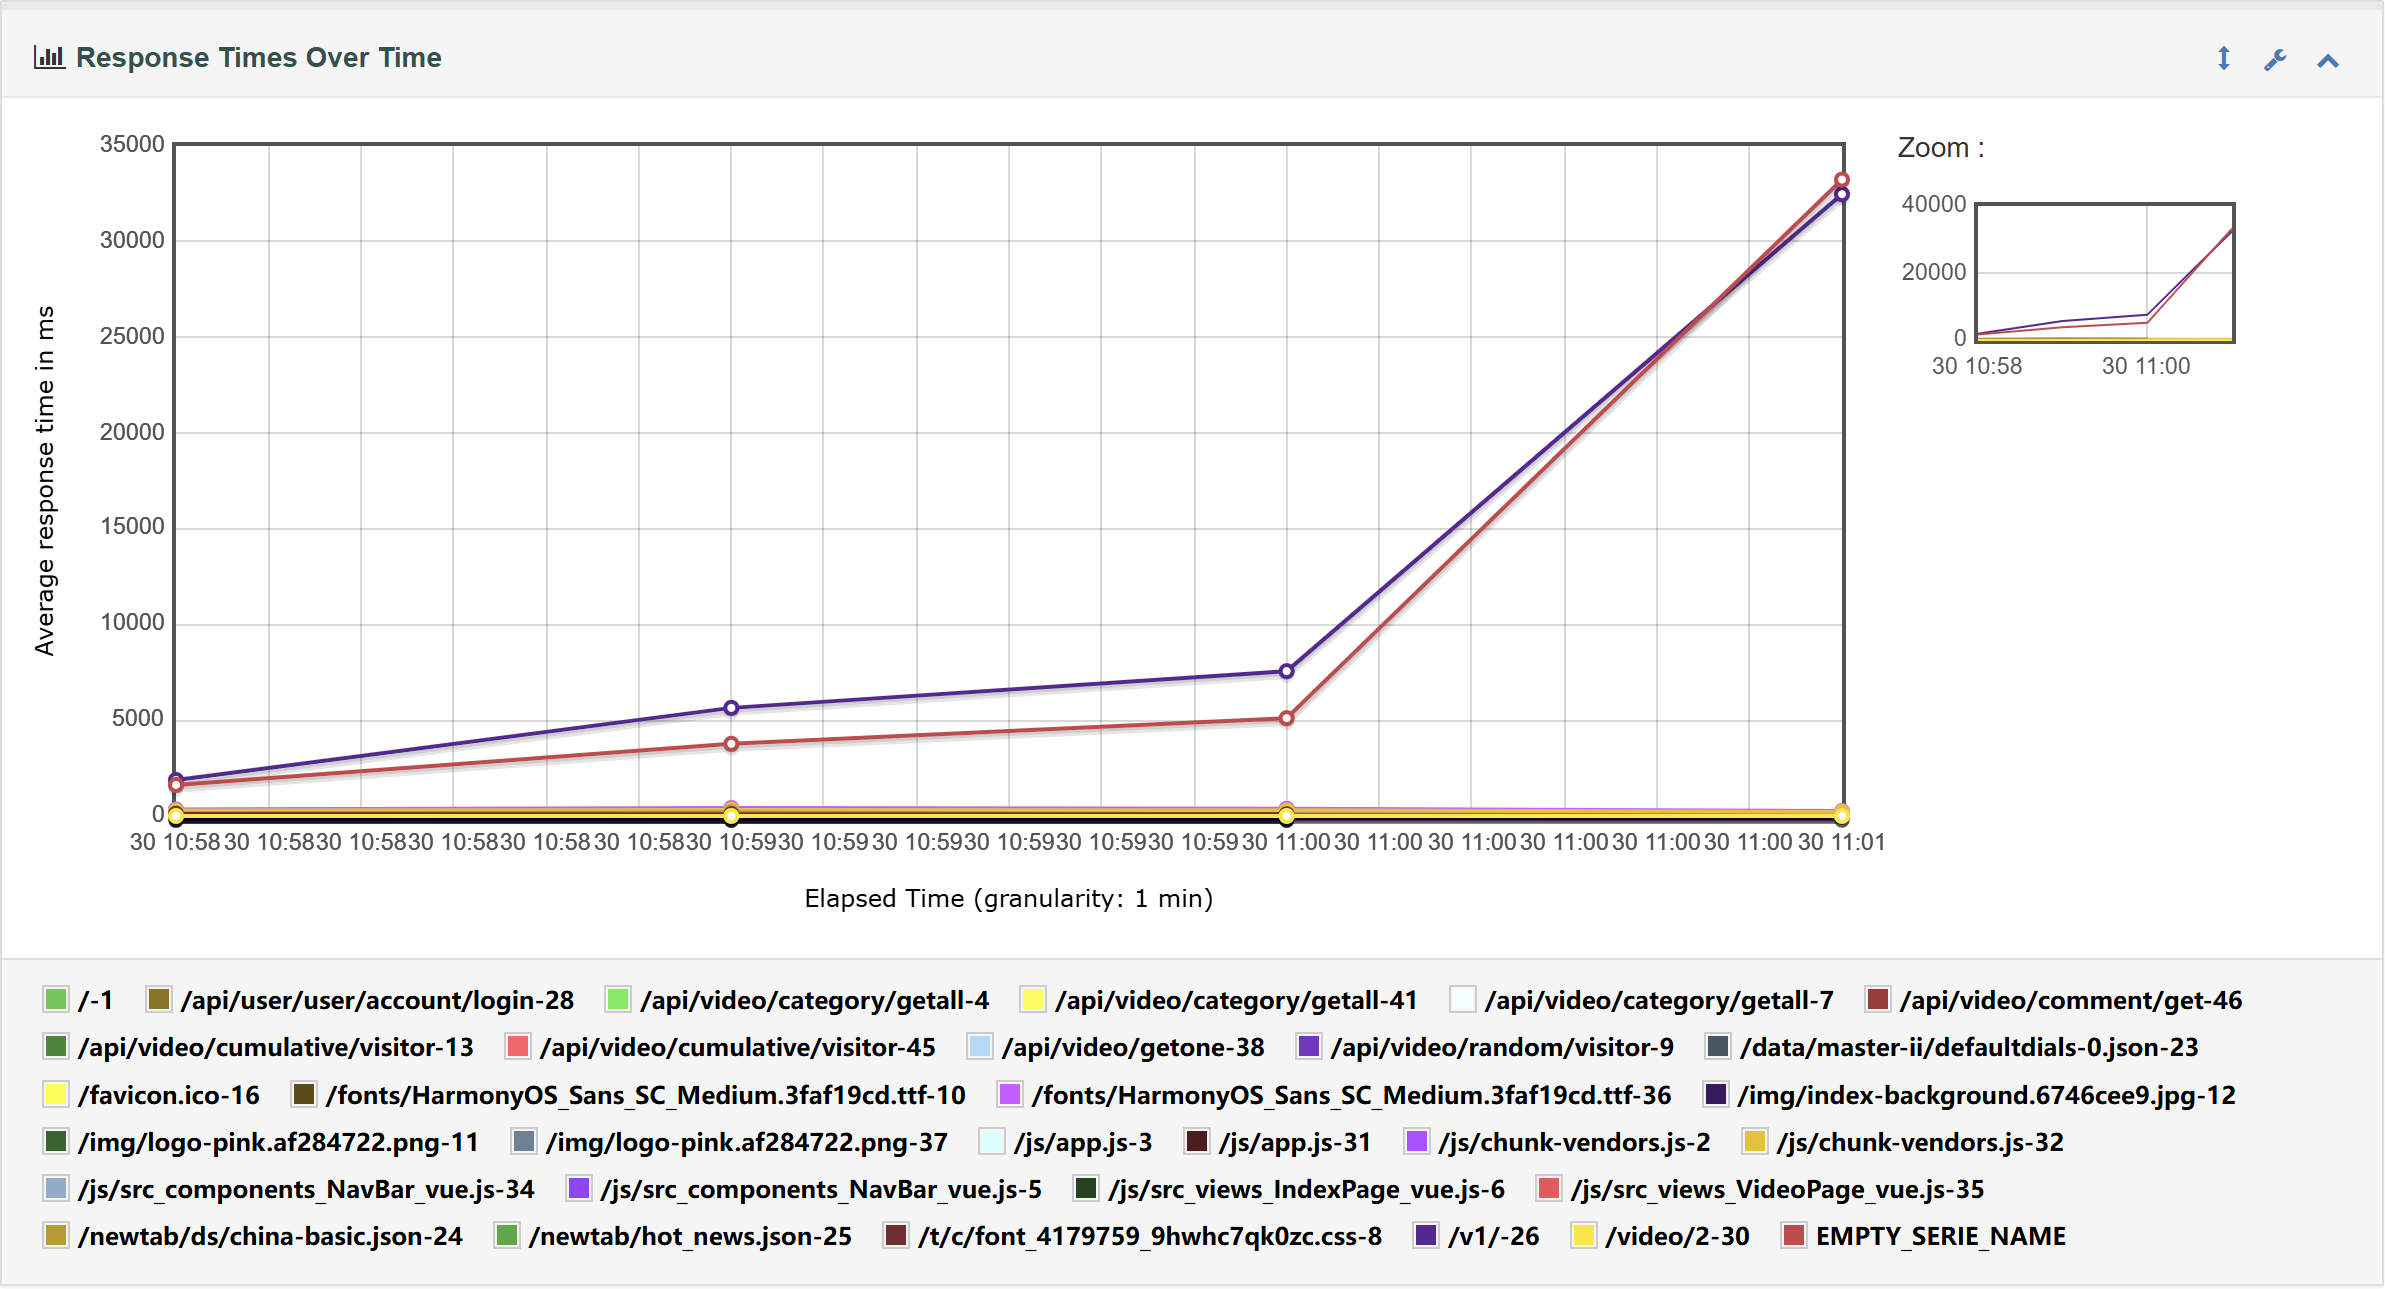 Response Times Over Time
Average response time in ms
35000
30000
25000
20000
15000
10000
5000
0
30 10:58 30 10:58 30 10:58 30 10:58 30 10:58 30 10:58 30 10:59 30 10:59 30 10:59 30 10:59 30 10:59 30 10:59 30 11:00 30 11:00 30 11:00 30 11:00 30 11:00 30 11:00 30 11:01
Elapsed Time (granularity: 1 min)
Zoom :
40000
20000
0
30 10:58 30 11:00
/-1 /api/user/user/account/login-28 /api/video/category/getall-4 /api/video/category/getall-41 /api/video/category/getall-7 /api/video/comment/get-46
/api/video/cumulative/visitor-13 /api/video/cumulative/visitor-45 /api/video/getone-38 /api/video/random/visitor-9 /data/master-ii/defaultdials-0.json-23
/favicon.ico-16 /fonts/HarmonyOS_Sans_SC_Medium.3faf19cd.ttf-10 /fonts/HarmonyOS_Sans_SC_Medium.3faf19cd.ttf-36 /img/index-background.6746cee9.jpg-12
/img/logo-pink.af284722.png-11 /img/logo-pink.af284722.png-37 /js/app.js-3 /js/app.js-31 /js/chunk-vendors.js-2 /js/chunk-vendors.js-32
/js/src_components_NavBar_vue.js-34 /js/src_components_NavBar_vue.js-5 /js/src_views_IndexPage_vue.js-6 /js/src_views_VideoPage_vue.js-35
/newtab/ds/china-basic.json-24 /newtab/hot_news.json-25 /t/c/font_4179759_9hwhc7qk0zc.css-8 /v1/-26 /video/2-30 EMPTY_SERIE_NAME